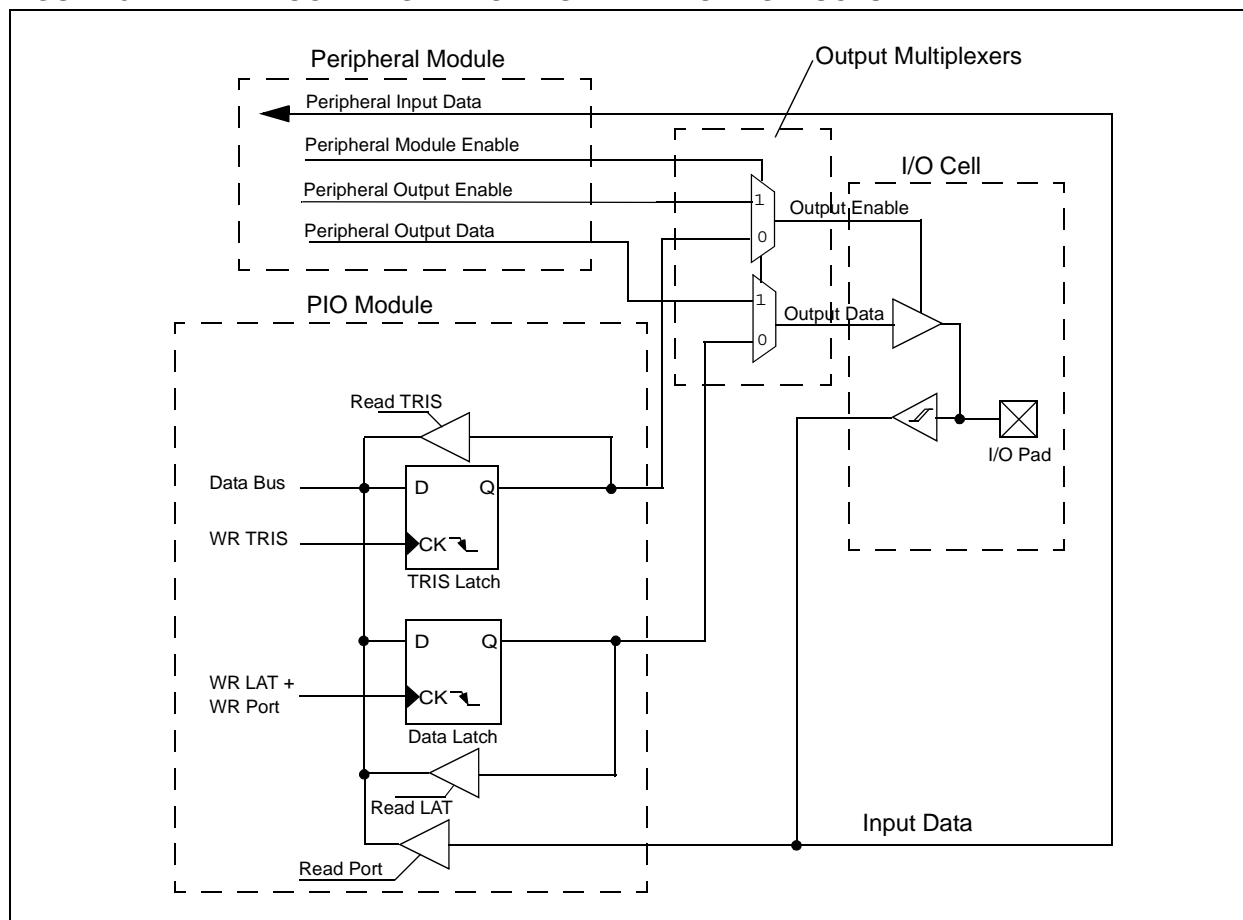 Peripheral Module
Output Multiplexers
Peripheral Input Data
Peripheral Module Enable
I/O Cell
Peripheral Output Enable
1
Output Enable
Peripheral Output Data
0
PIO Module
1
Output Data
0
Read TRIS
I/O Pad
Data Bus
D
Q
WR TRIS
CK
TRIS Latch
D
Q
WR LAT +
WR Port
CK
Data Latch
Read LAT
Input Data
Read Port